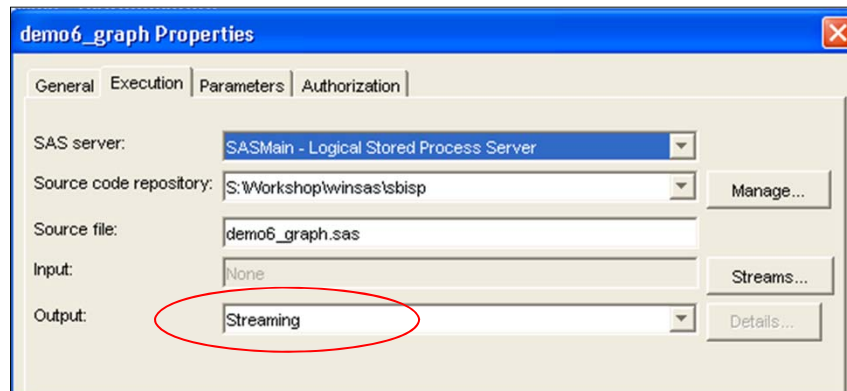 demo6_graph Properties
General Execution Parameters Authorization
SAS server: SASMain - Logical Stored Process Server
Source code repository: S:\Workshop\winsas\sbisp Manage...
Source file: demo6_graph.sas
Input: None Streams...
Output: Streaming Details...